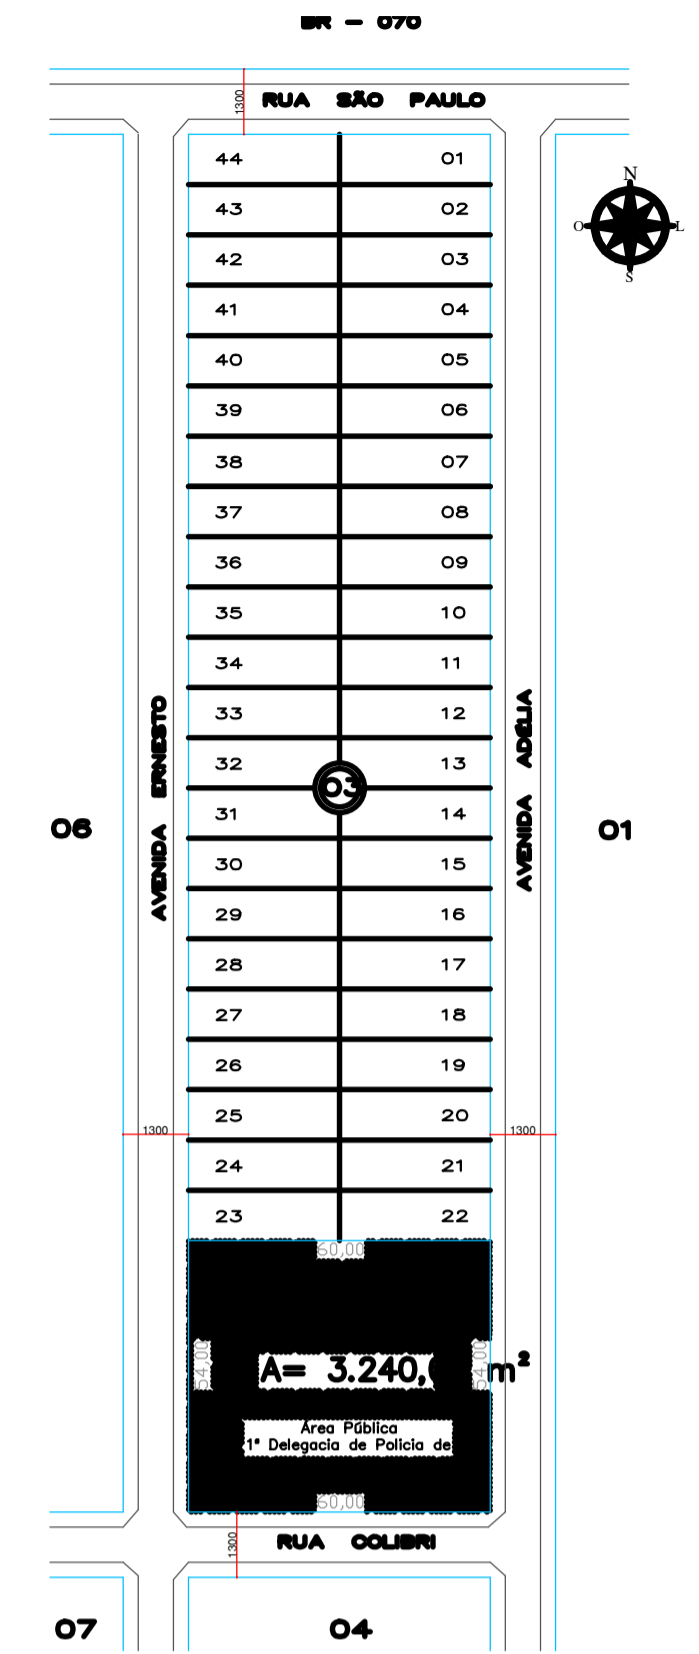 BR - 070
RUA SÃO PAULO
1300
N
O
L
S
44 01
43 02
42 03
41 04
40 05
39 06
38 07
37 08
36 09
35 10
34 11
33 12
32 13
03
31 14
30 15
29 16
28 17
27 18
26 19
25 20
24 21
23 22
AVENIDA ERNESTO
AVENIDA ADÉLIA
06
01
1300
1300
60,00
54,00
54,00
A= 3.240, m²
Área Pública
1ª Delegacia de Policia de
60,00
1300
RUA COLIBRI
07
04